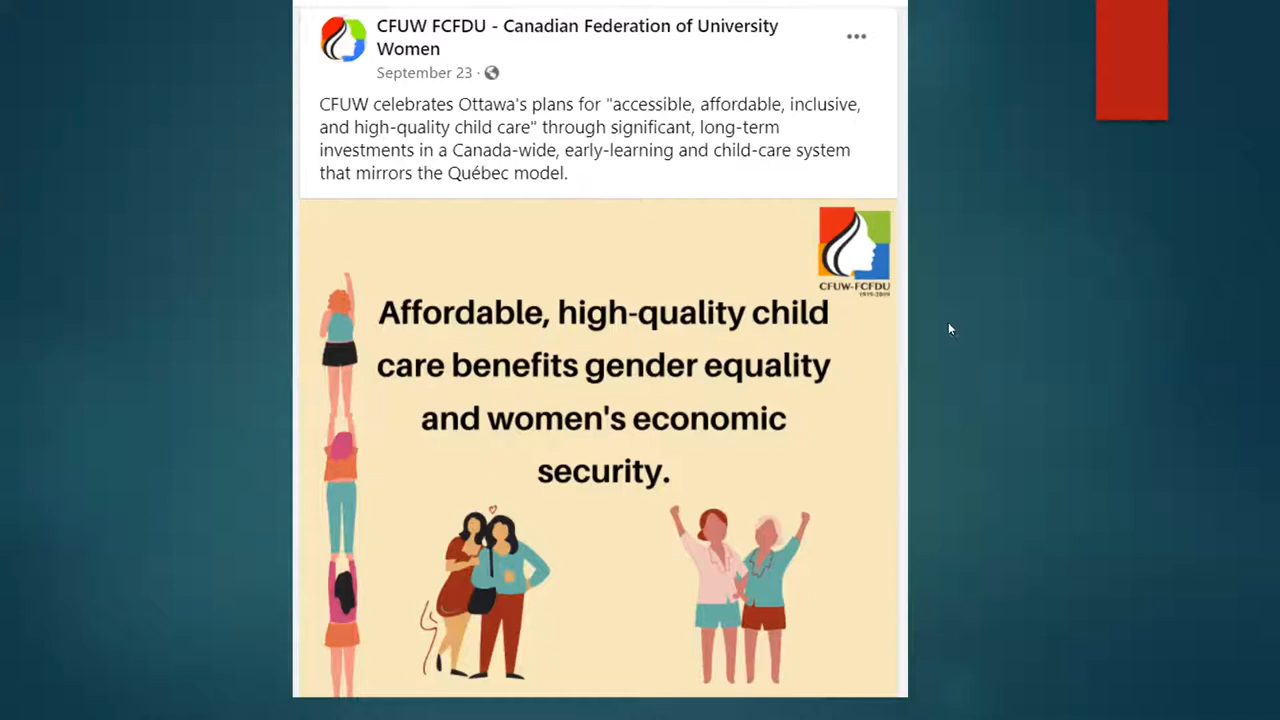 CFUW FCFDU - Canadian Federation of University
Women
September 23 ·
CFUW celebrates Ottawa's plans for "accessible, affordable, inclusive,
and high-quality child care" through significant, long-term
investments in a Canada-wide, early-learning and child-care system
that mirrors the Québec model.
CFUW-FCFDU
1919-2019
Affordable, high-quality child
care benefits gender equality
and women's economic
security.